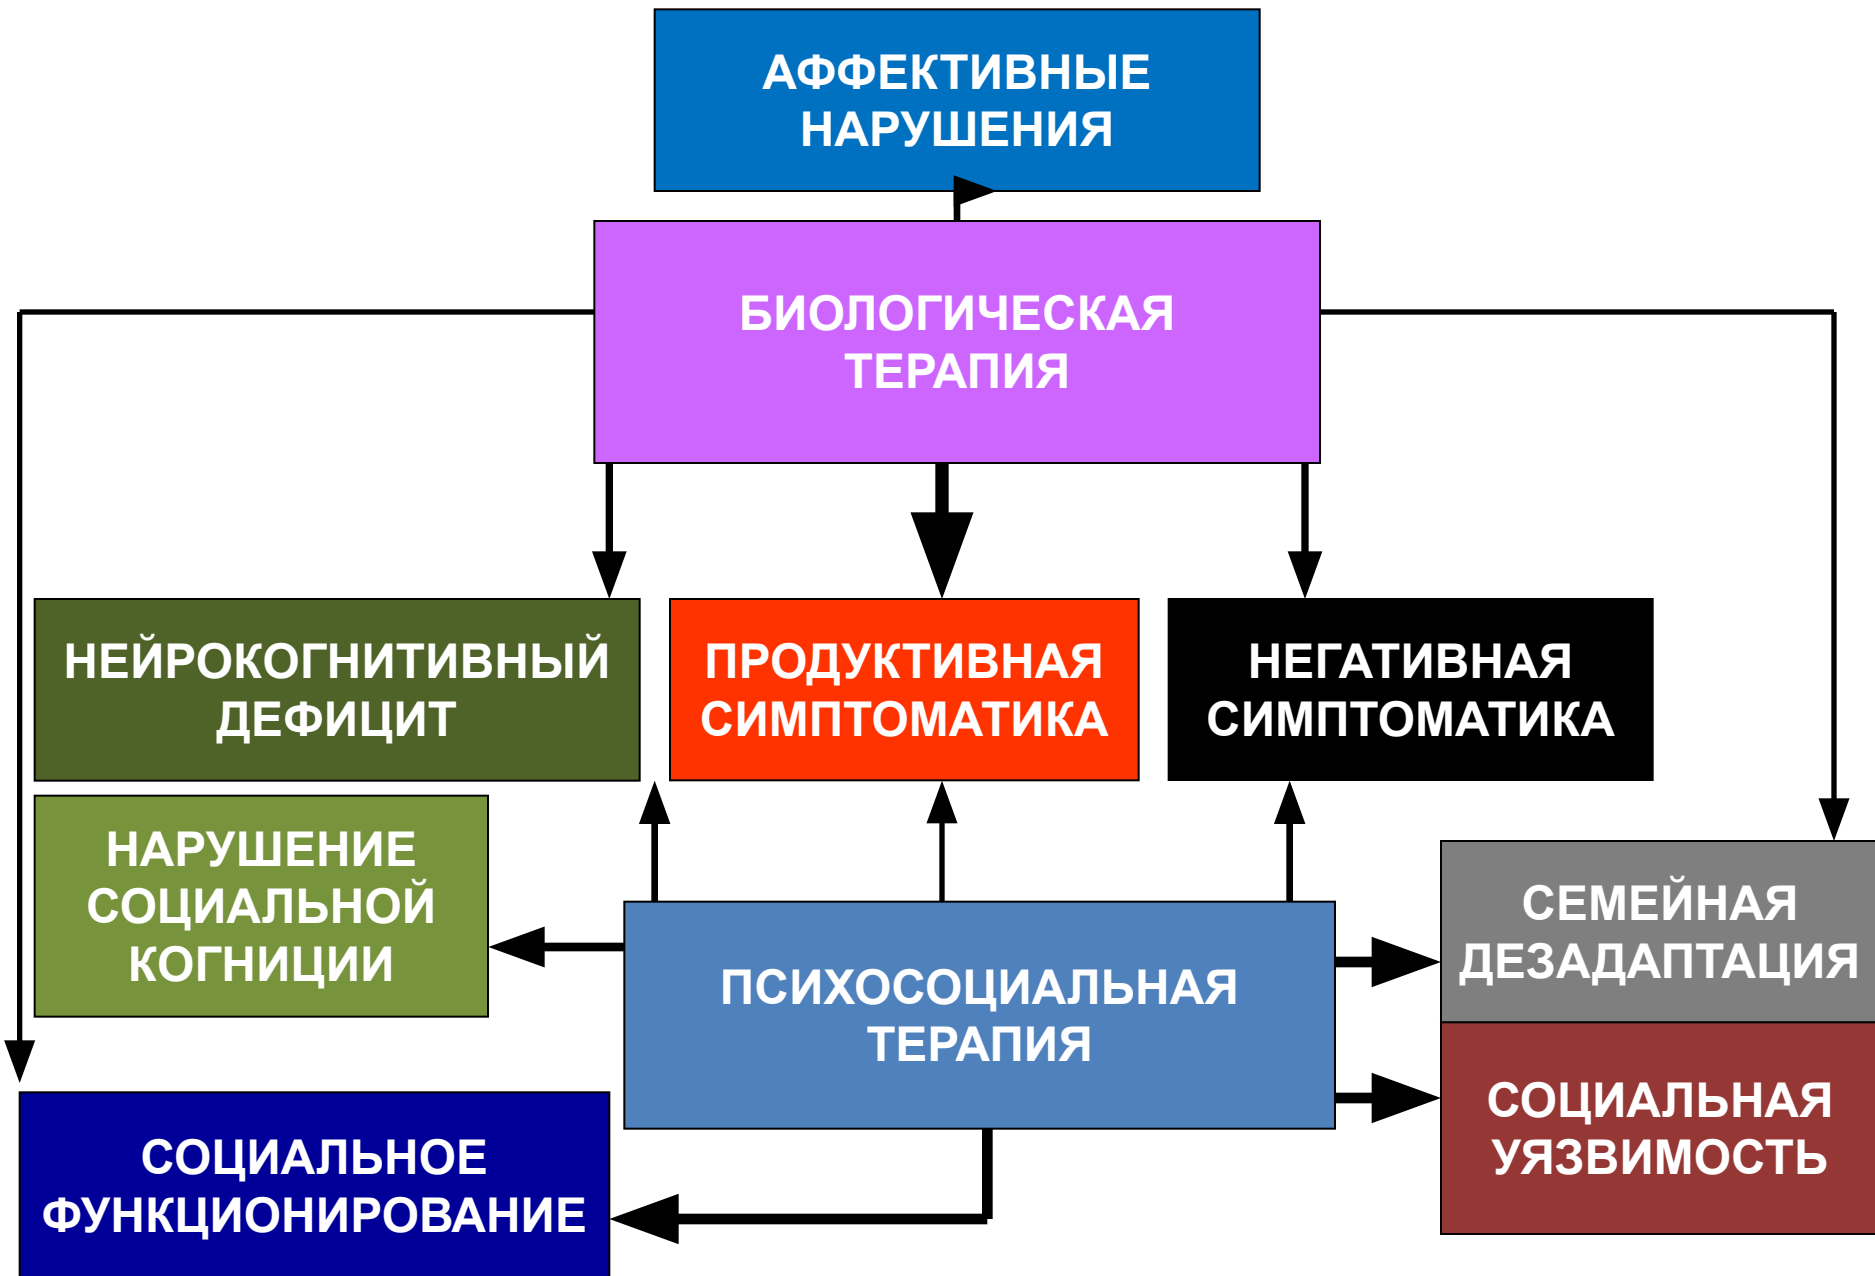 АФФЕКТИВНЫЕ
НАРУШЕНИЯ
БИОЛОГИЧЕСКАЯ
ТЕРАПИЯ
НЕЙРОКОГНИТИВНЫЙ
ДЕФИЦИТ
ПРОДУКТИВНАЯ
СИМПТОМАТИКА
НЕГАТИВНАЯ
СИМПТОМАТИКА
НАРУШЕНИЕ
СОЦИАЛЬНОЙ
КОГНИЦИИ
ПСИХОСОЦИАЛЬНАЯ
ТЕРАПИЯ
СЕМЕЙНАЯ
ДЕЗАДАПТАЦИЯ
СОЦИАЛЬНАЯ
УЯЗВИМОСТЬ
СОЦИАЛЬНОЕ
ФУНКЦИОНИРОВАНИЕ